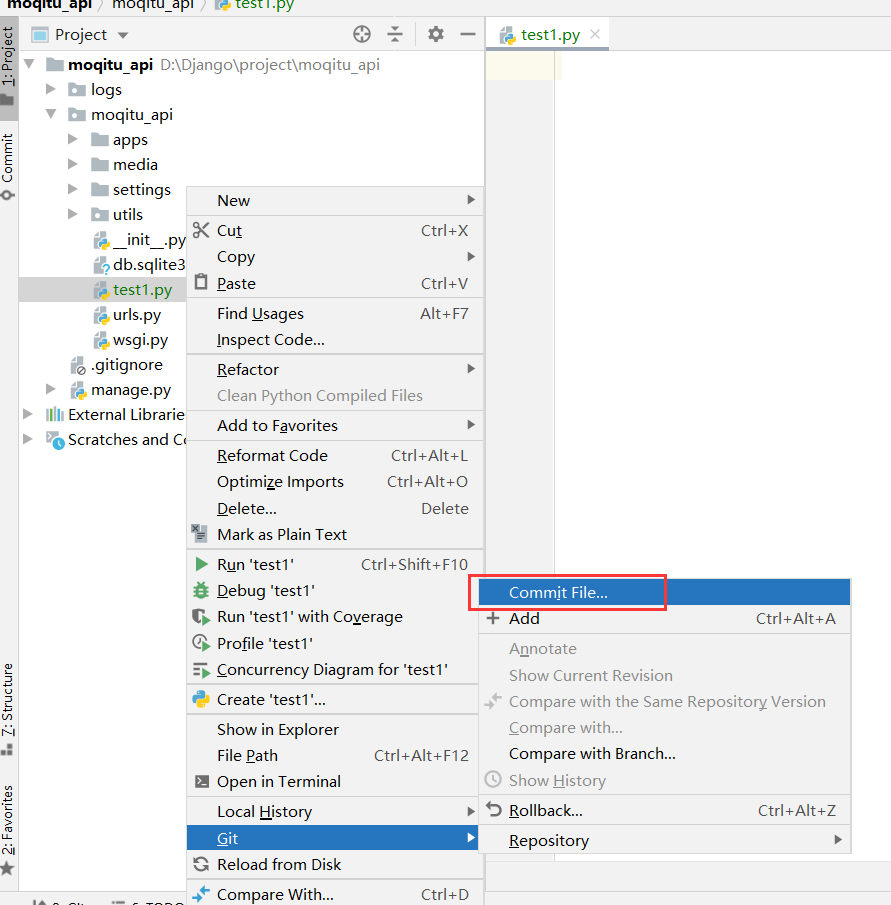 moqitu_api moqitu_api test1.py
1: Project
Commit
Z: Structure
2: Favorites
Project
moqitu_api D:\Django\project\moqitu_api
logs
moqitu_api
apps
media
settings
utils
__init__.py
db.sqlite3
test1.py
urls.py
wsgi.py
.gitignore
manage.py
External Librarie
Scratches and Co
test1.py
New
Cut Ctrl+X
Copy
Paste Ctrl+V
Find Usages Alt+F7
Inspect Code...
Refactor
Clean Python Compiled Files
Add to Favorites
Reformat Code Ctrl+Alt+L
Optimize Imports Ctrl+Alt+O
Delete... Delete
Mark as Plain Text
Run 'test1' Ctrl+Shift+F10
Debug 'test1'
Run 'test1' with Coverage
Profile 'test1'
Concurrency Diagram for 'test1'
Create 'test1'...
Show in Explorer
File Path Ctrl+Alt+F12
Open in Terminal
Local History
Git
Reload from Disk
Compare With... Ctrl+D
Commit File...
Add Ctrl+Alt+A
Annotate
Show Current Revision
Compare with the Same Repository Version
Compare with...
Compare with Branch...
Show History
Rollback... Ctrl+Alt+Z
Repository